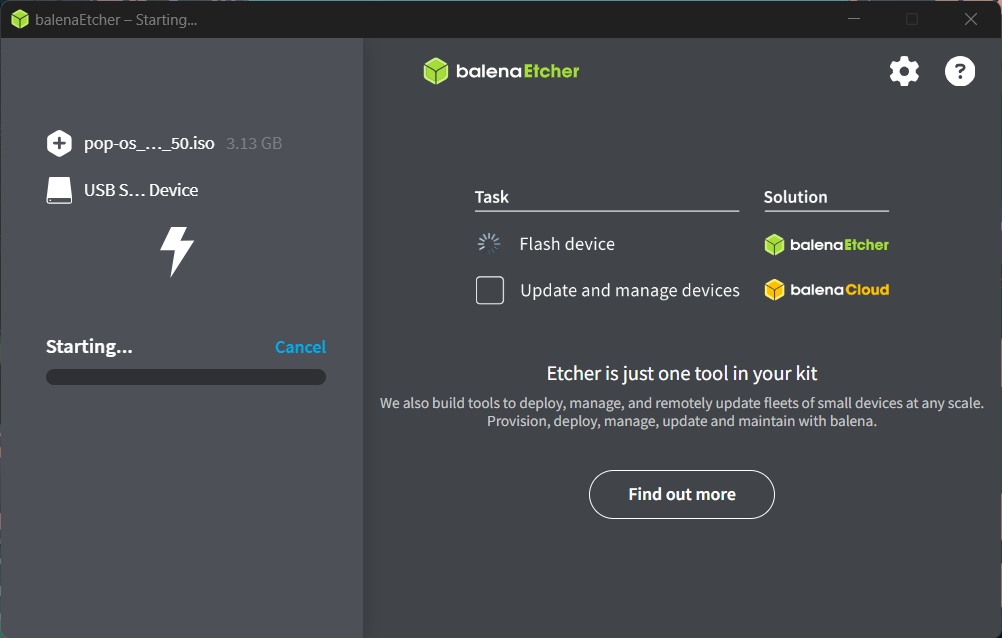 balenaEtcher – Starting...
balenaEtcher
pop-os_…_50.iso 3.13 GB
USB S… Device
Starting... Cancel
Task Solution
Flash device balenaEtcher
Update and manage devices balenaCloud
Etcher is just one tool in your kit
We also build tools to deploy, manage, and remotely update fleets of small devices at any scale.
Provision, deploy, manage, update and maintain with balena.
Find out more